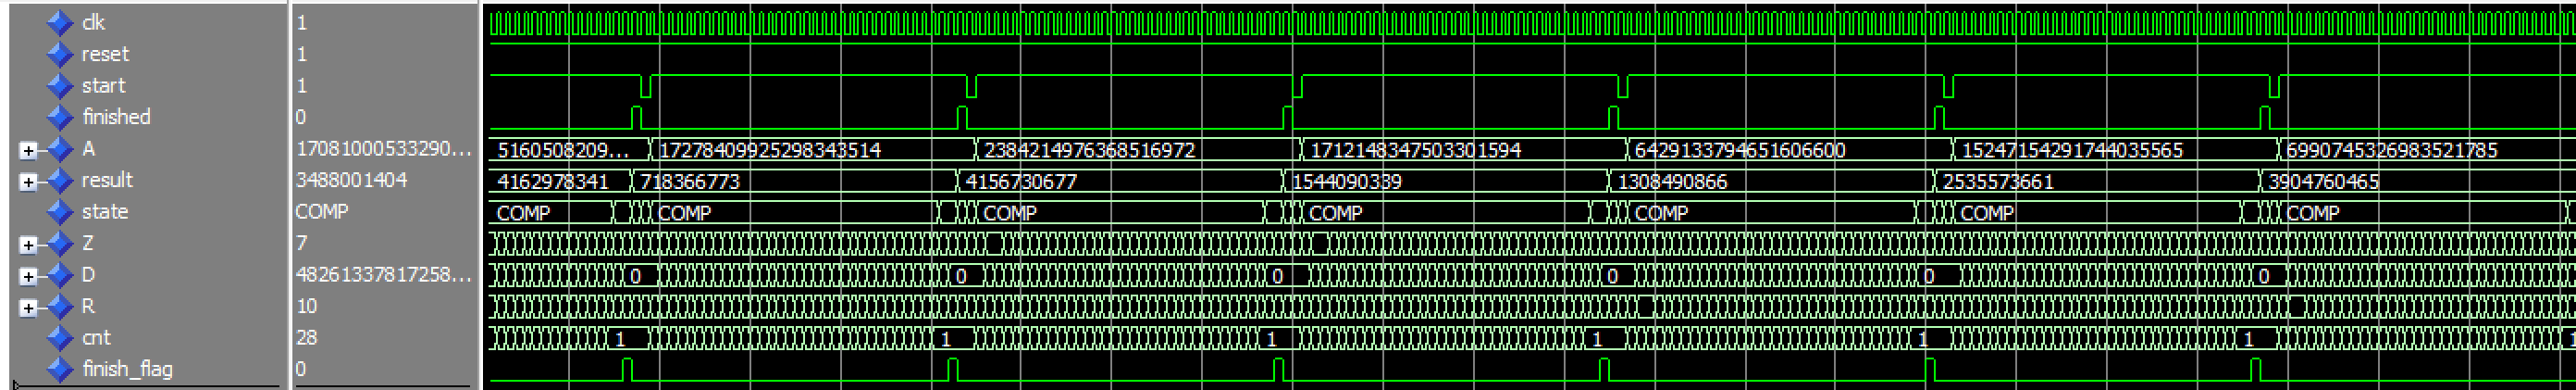 clk 1
reset 1
start 1
finished 0
A 17081000533290... 5160508209... 17278409925298343514 2384214976368516972 1712148347503301594 6429133794651606600 15247154291744035565 6990745326983521785
result 3488001404 4162978341 718366773 4156730677 1544090339 1308490866 2535573661 3904760465
state COMP COMP COMP COMP COMP COMP COMP COMP
Z 7
D 48261337817258... 0 0 0 0 0 0
R 10
cnt 28 1 1 1 1 1 1 1
finish_flag 0